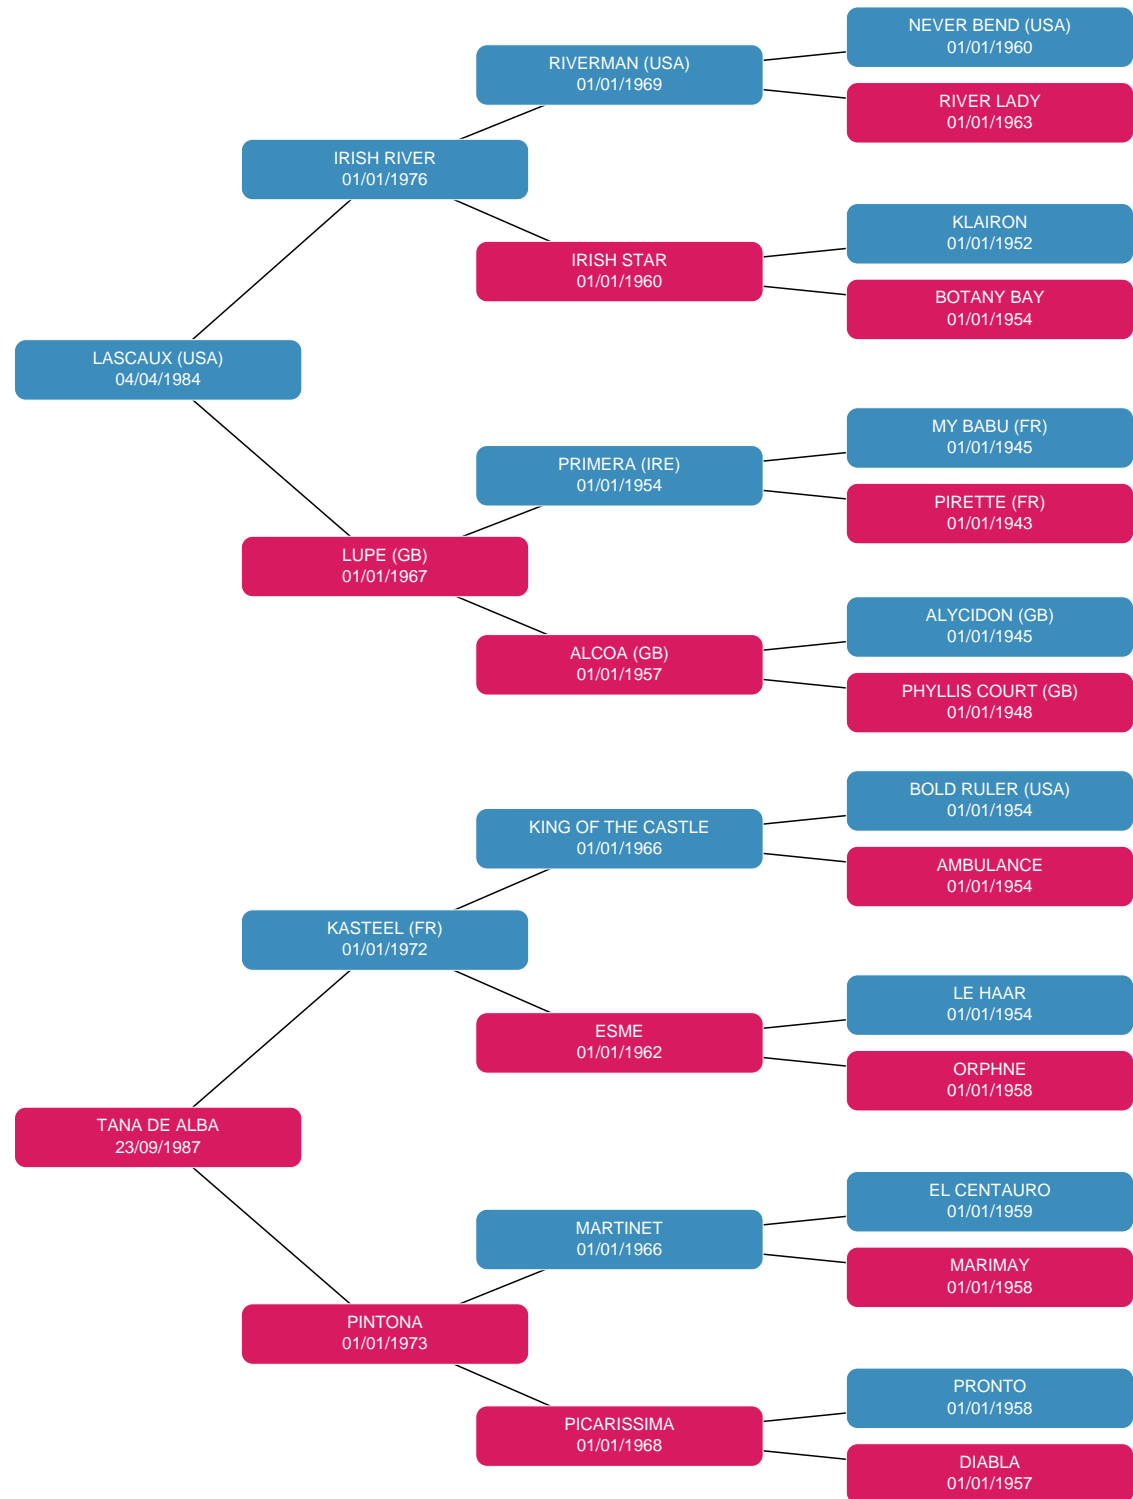 NEVER BEND (USA)
01/01/1960
RIVERMAN (USA)
01/01/1969
RIVER LADY
01/01/1963
IRISH RIVER
01/01/1976
KLAIRON
01/01/1952
IRISH STAR
01/01/1960
BOTANY BAY
01/01/1954
LASCAUX (USA)
04/04/1984
MY BABU (FR)
01/01/1945
PRIMERA (IRE)
01/01/1954
PIRETTE (FR)
01/01/1943
LUPE (GB)
01/01/1967
ALYCIDON (GB)
01/01/1945
ALCOA (GB)
01/01/1957
PHYLLIS COURT (GB)
01/01/1948
BOLD RULER (USA)
01/01/1954
KING OF THE CASTLE
01/01/1966
AMBULANCE
01/01/1954
KASTEEL (FR)
01/01/1972
LE HAAR
01/01/1954
ESME
01/01/1962
ORPHNE
01/01/1958
TANA DE ALBA
23/09/1987
EL CENTAURO
01/01/1959
MARTINET
01/01/1966
MARIMAY
01/01/1958
PINTONA
01/01/1973
PRONTO
01/01/1958
PICARISSIMA
01/01/1968
DIABLA
01/01/1957